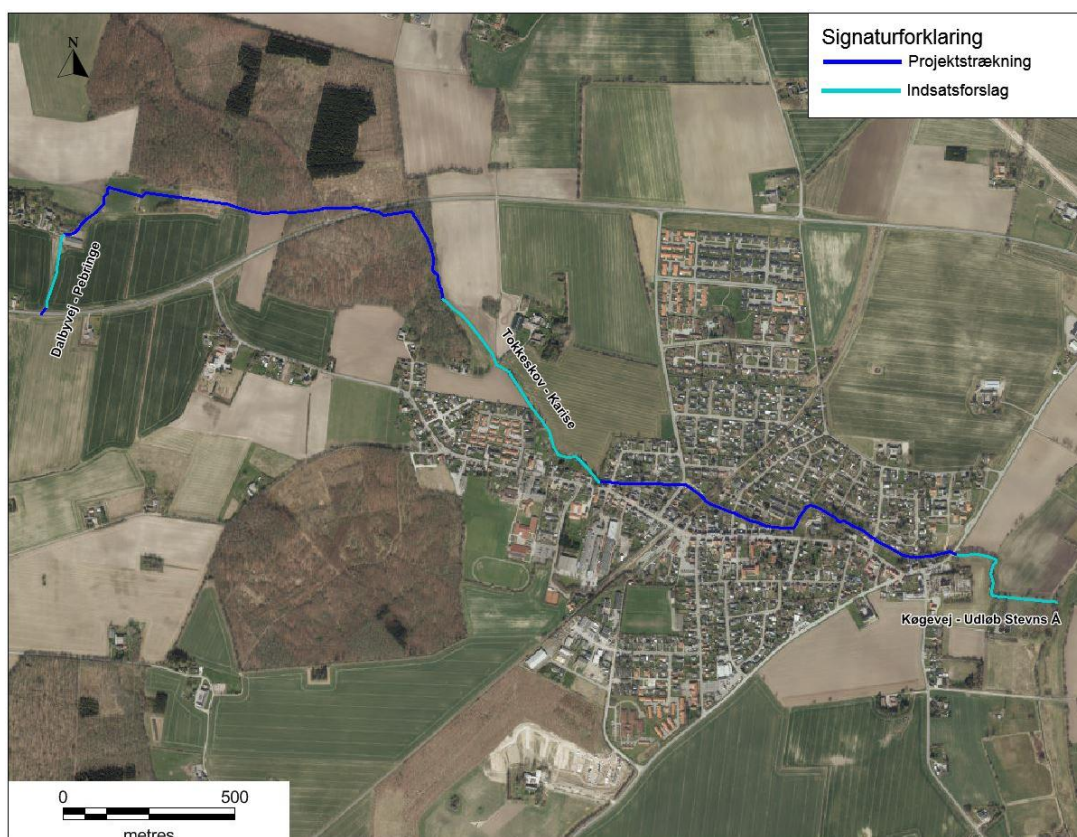 Signaturforklaring
Projektstrækning
Indsatsforslag
N
Dalbyvej - Pebringe
Tokkeskov - Karise
Køgevej - Udløb Stevns Å
0 500
metres